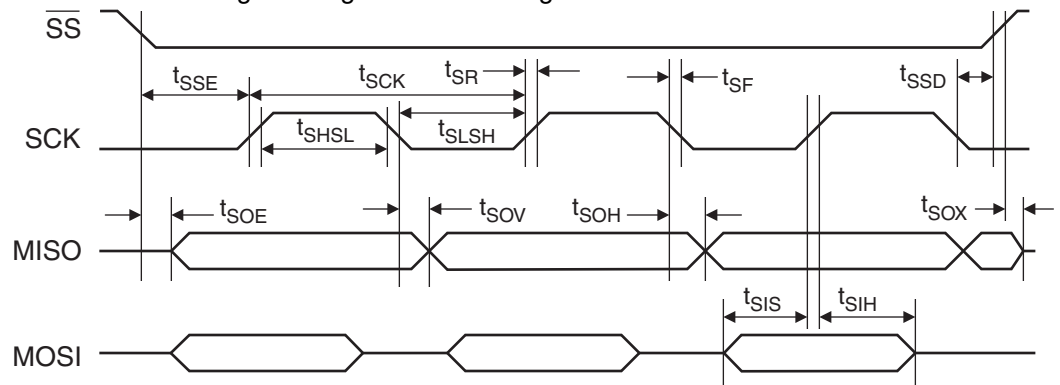 SS
tSSE
tSCK
tSR
tSF
tSSD
SCK
tSHSL
tSLSH
tSOE
tSOV
tSOH
tSOX
MISO
tSIS
tSIH
MOSI